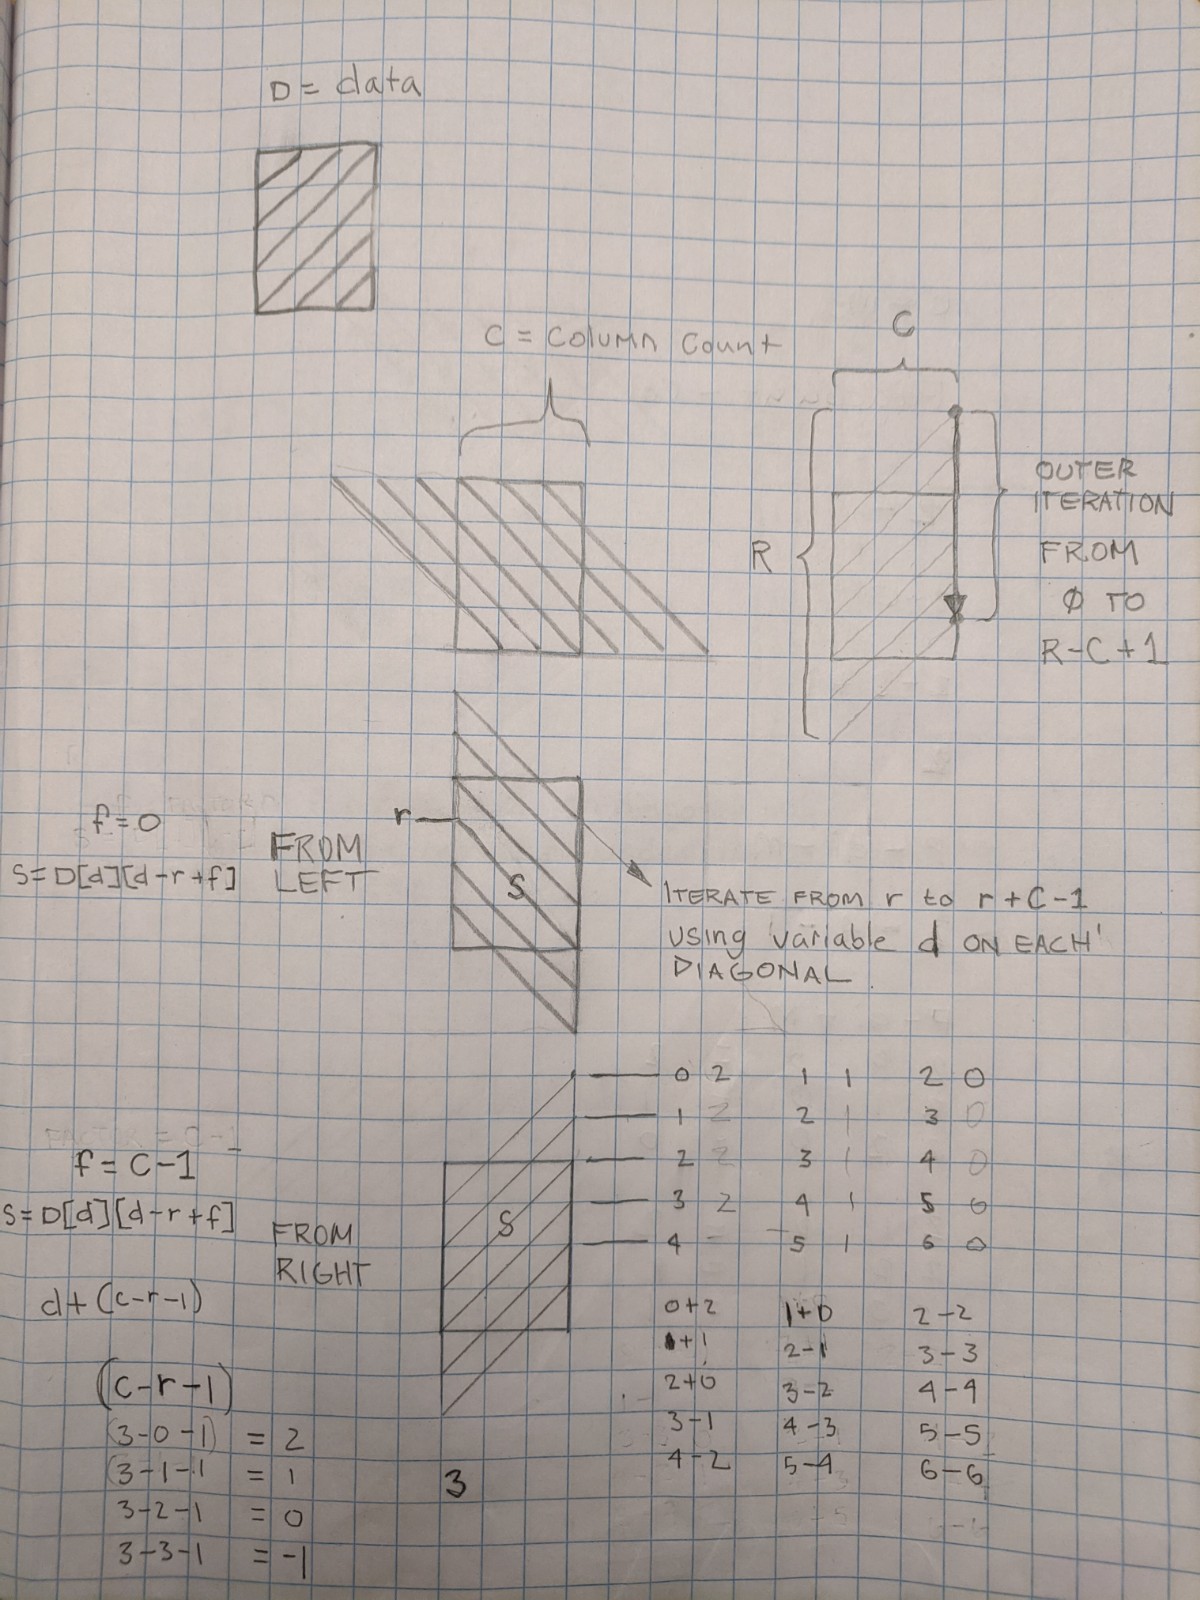 D = data
C = COLUMN COUNT
C
R
OUTER
ITERATION
FROM
Ø TO
R-C+1
r
f=0
S=D[d][d-r+f]
FROM
LEFT
S
ITERATE FROM r to r+C-1
using variable d ON EACH
DIAGONAL
f=C-1
S=D[d][d-r+f]
FROM
RIGHT
S
d+(C-r-1)
(C-r-1)
(3-0-1) = 2
(3-1-1 = 1
3-2-1 = 0
3-3-1 = -1
3
0 2 1 1 2 0
1 2 2 1 3 0
2 2 3 1 4 0
3 2 4 1 5 0
4 - 5 1 6 0
0+2 1+0 2-2
1+1 2-1 3-3
2+0 3-2 4-4
3-1 4-3 5-5
4-2 5-4 6-6